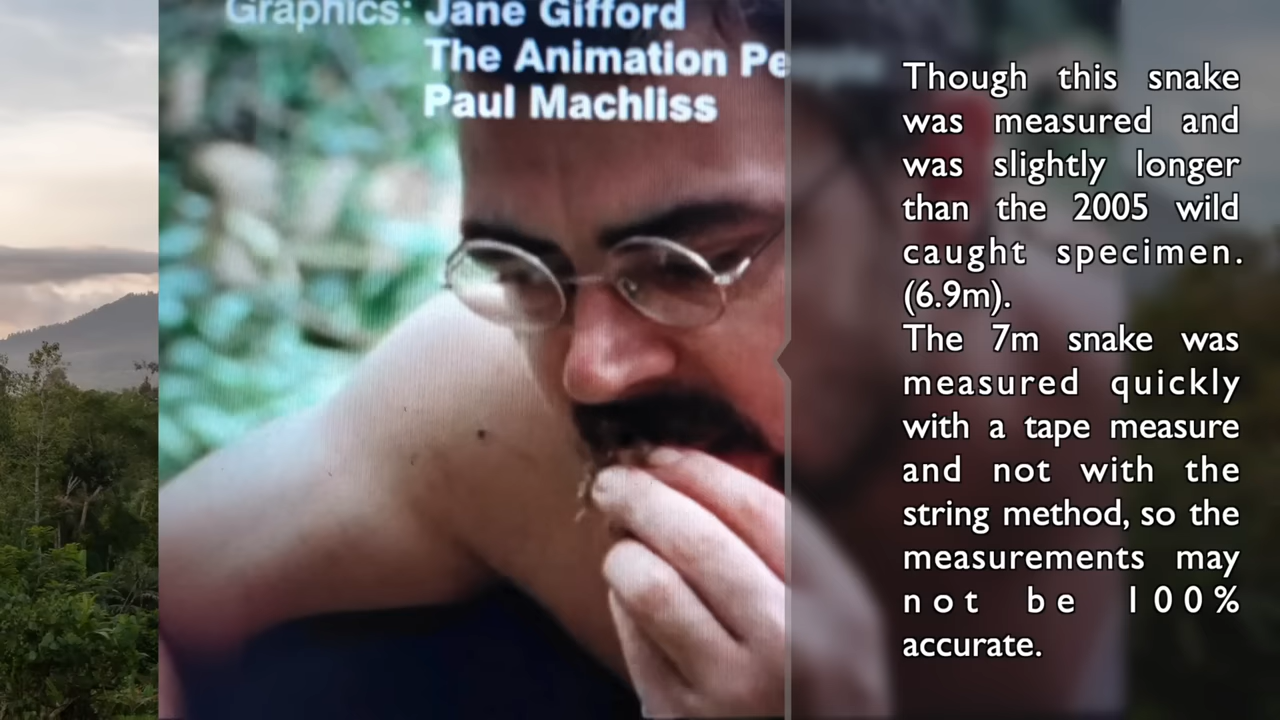 Graphics: Jane Gifford
The Animation Pe
Paul Machliss
Though this snake
was measured and
was slightly longer
than the 2005 wild
caught specimen.
(6.9m).
The 7m snake was
measured quickly
with a tape measure
and not with the
string method, so the
measurements may
not be 100%
accurate.